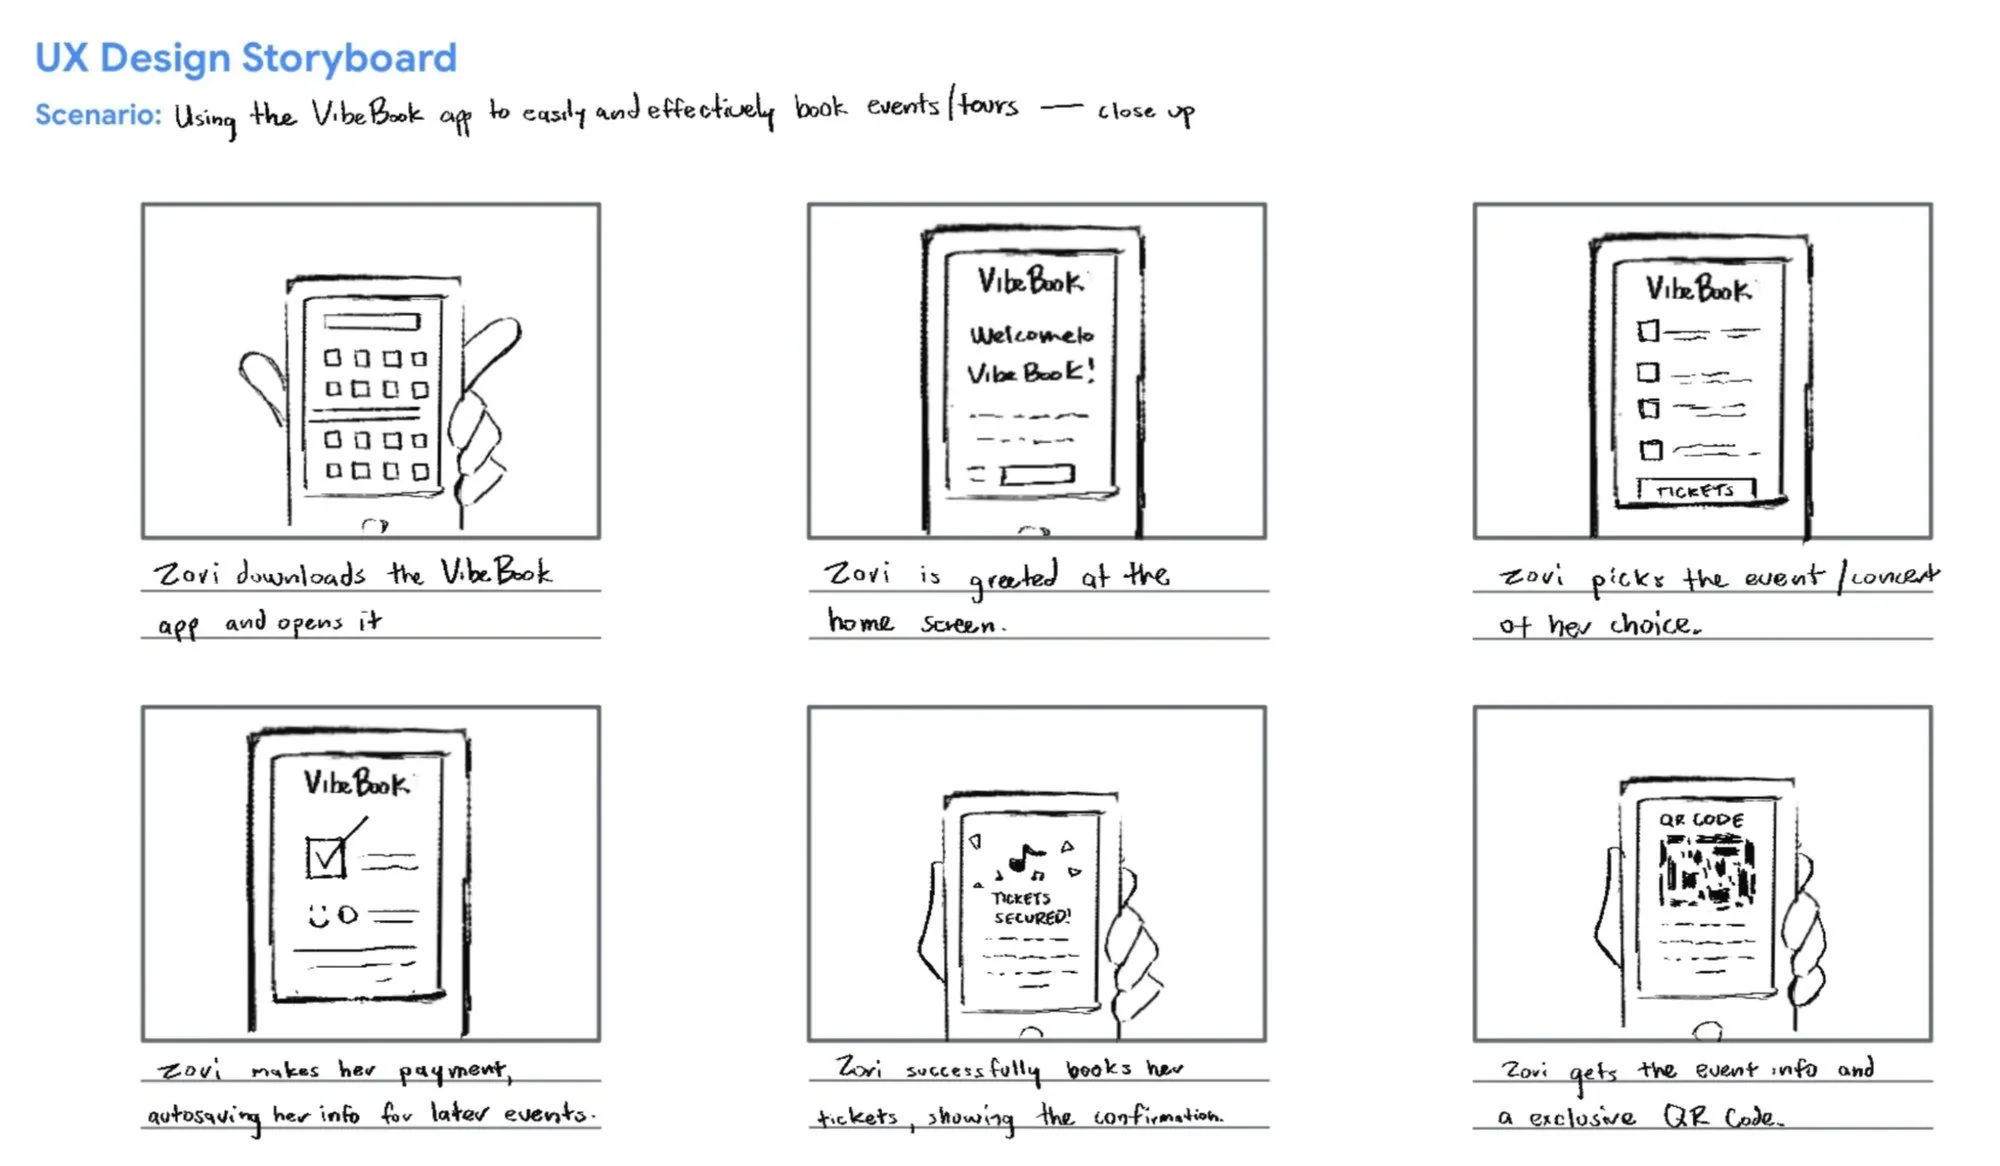 UX Design Storyboard
Scenario: Using the VibeBook app to easily and effectively book events/tours — close up
VibeBook
Welcome to
VibeBook!
VibeBook
TICKETS
Zovi downloads the VibeBook
app and opens it
Zovi is greeted at the
home screen.
Zovi picks the event/concert
of her choice.
VibeBook
TICKETS
SECURED!
QR CODE
Zovi makes her payment,
autosaving her info for later events.
Zovi successfully books her
tickets, showing the confirmation.
Zovi gets the event info and
a exclusive QR Code.